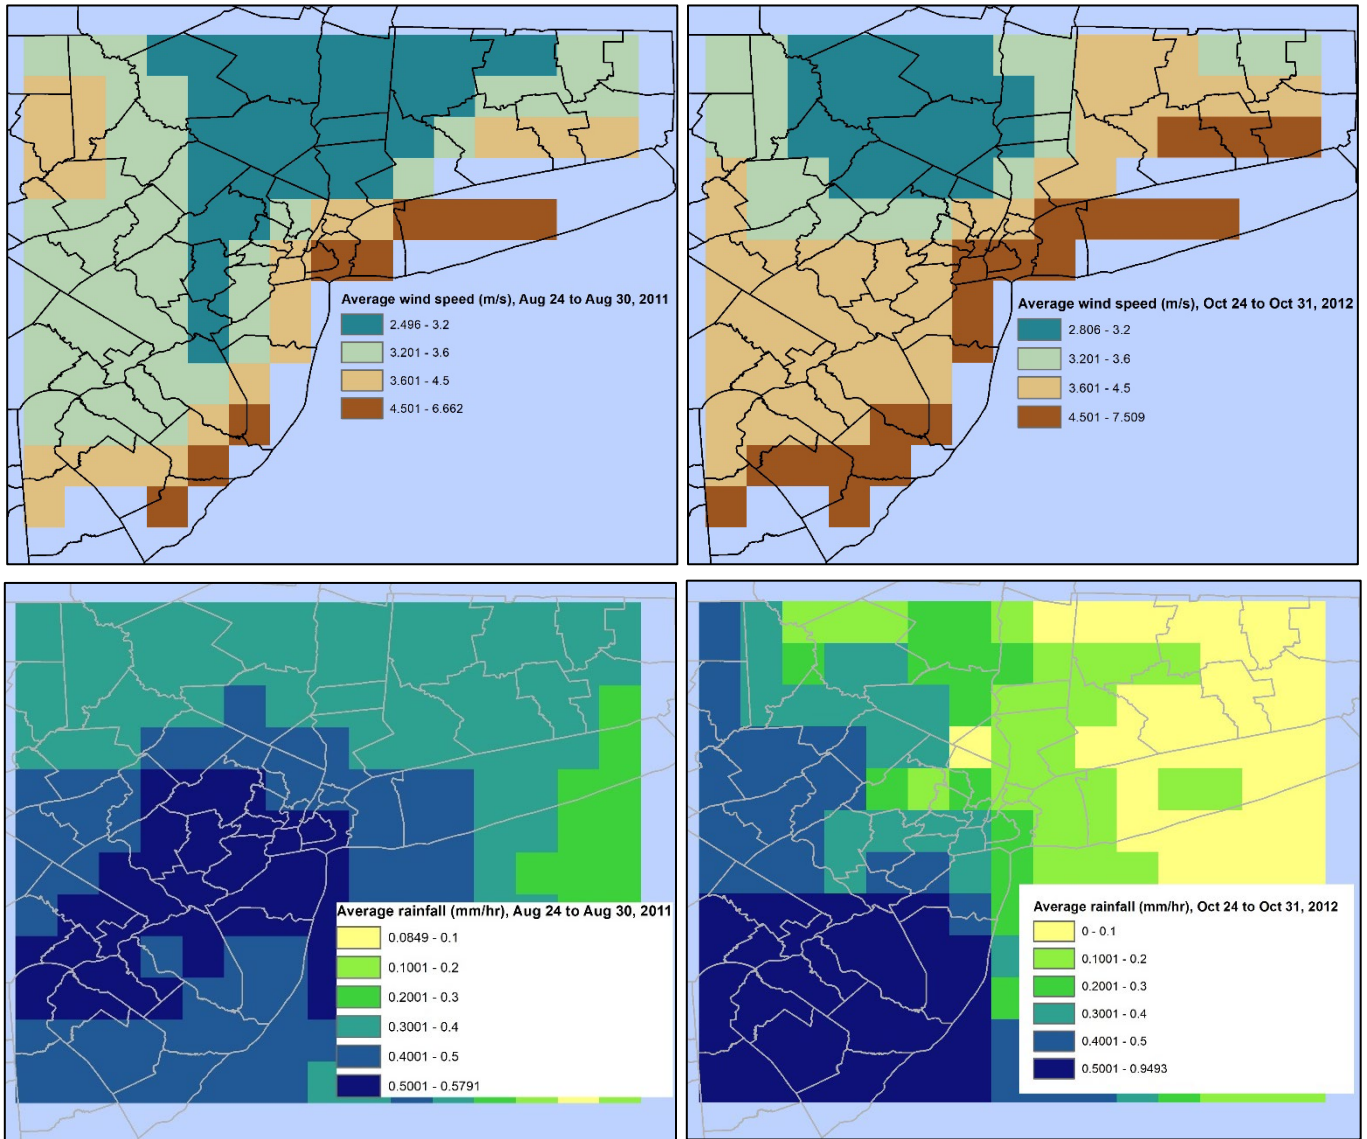 Average wind speed (m/s), Aug 24 to Aug 30, 2011
2.496 - 3.2
3.201 - 3.6
3.601 - 4.5
4.501 - 6.662
Average wind speed (m/s), Oct 24 to Oct 31, 2012
2.806 - 3.2
3.201 - 3.6
3.601 - 4.5
4.501 - 7.509
Average rainfall (mm/hr), Aug 24 to Aug 30, 2011
0.0849 - 0.1
0.1001 - 0.2
0.2001 - 0.3
0.3001 - 0.4
0.4001 - 0.5
0.5001 - 0.5791
Average rainfall (mm/hr), Oct 24 to Oct 31, 2012
0 - 0.1
0.1001 - 0.2
0.2001 - 0.3
0.3001 - 0.4
0.4001 - 0.5
0.5001 - 0.9493